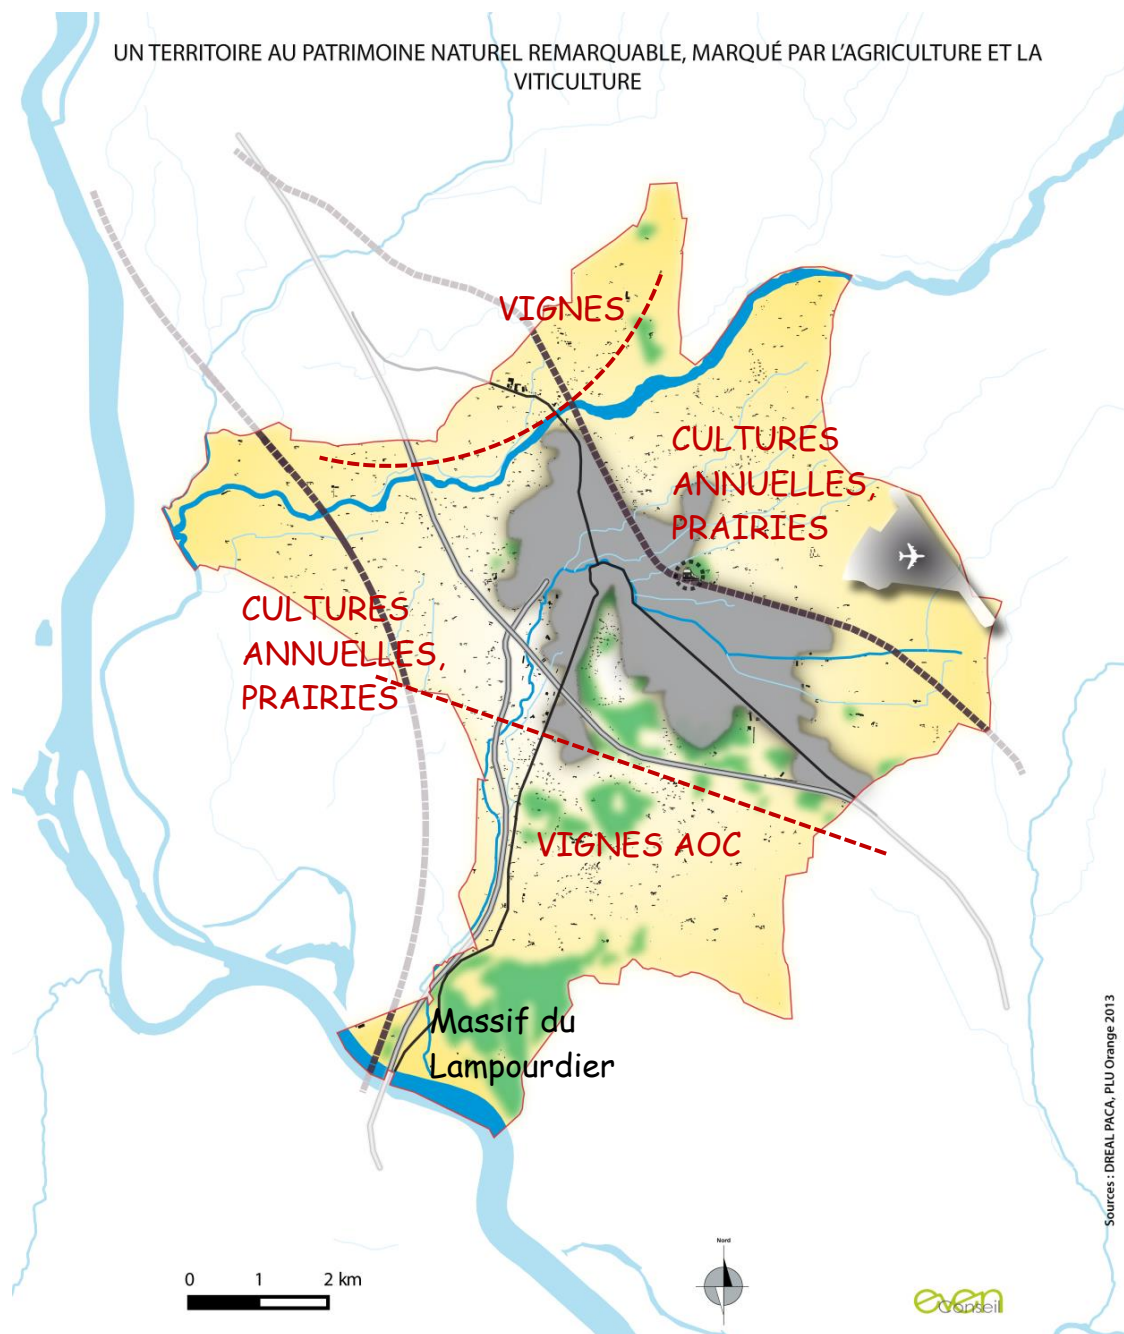 UN TERRITOIRE AU PATRIMOINE NATUREL REMARQUABLE, MARQUÉ PAR L'AGRICULTURE ET LA
VITICULTURE
VIGNES
CULTURES
ANNUELLES,
PRAIRIES
CULTURES
ANNUELLES,
PRAIRIES
VIGNES AOC
Massif du
Lampourdier
Sources : DREAL PACA, PLU Orange 2013
Nord
0 1 2 km
even
Conseil